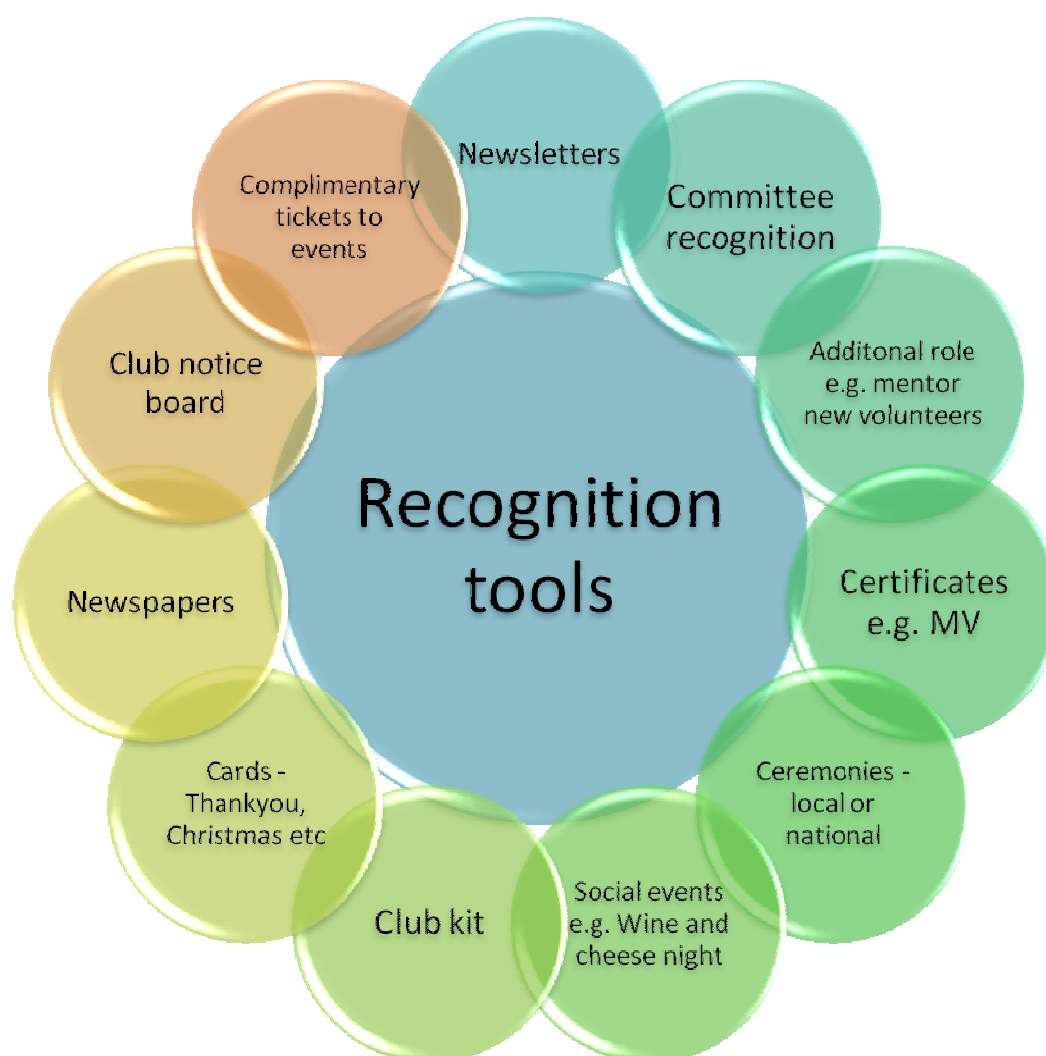 Recognition
tools
Newsletters
Committee
recognition
Additonal role
e.g. mentor
new volunteers
Certificates
e.g. MV
Ceremonies -
local or
national
Social events
e.g. Wine and
cheese night
Club kit
Cards -
Thankyou,
Christmas etc
Newspapers
Club notice
board
Complimentary
tickets to
events